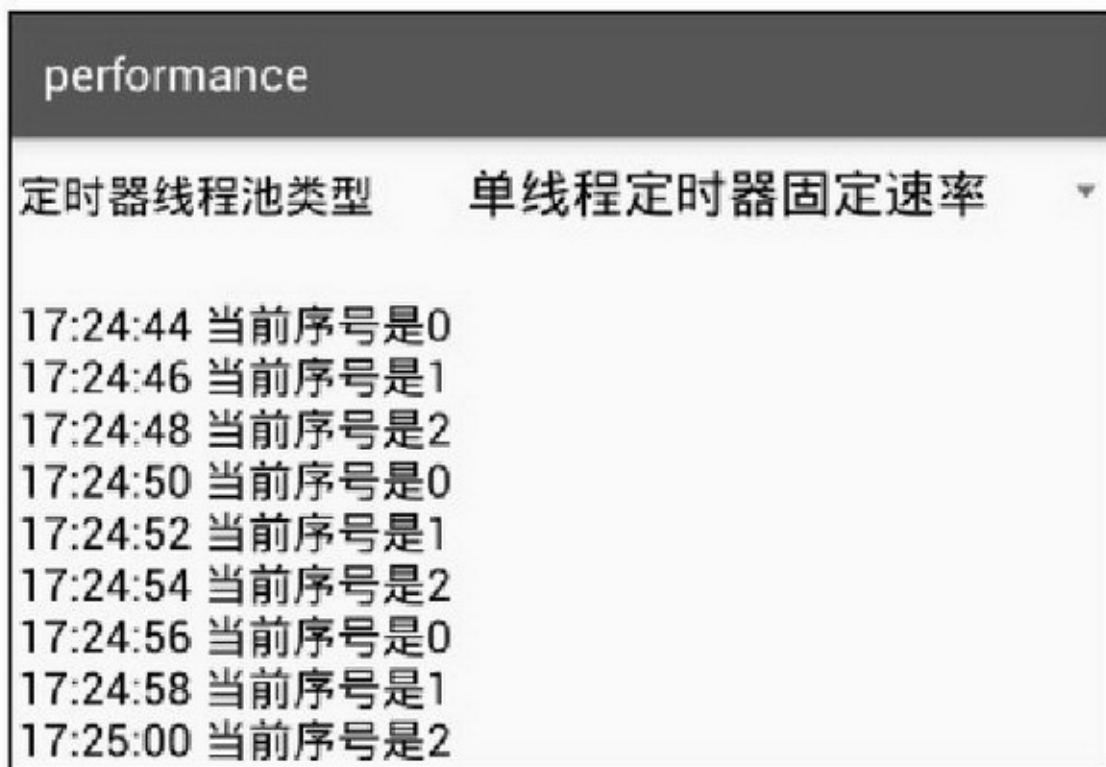 performance
定时器线程池类型 单线程定时器固定速率
17:24:44 当前序号是0
17:24:46 当前序号是1
17:24:48 当前序号是2
17:24:50 当前序号是0
17:24:52 当前序号是1
17:24:54 当前序号是2
17:24:56 当前序号是0
17:24:58 当前序号是1
17:25:00 当前序号是2